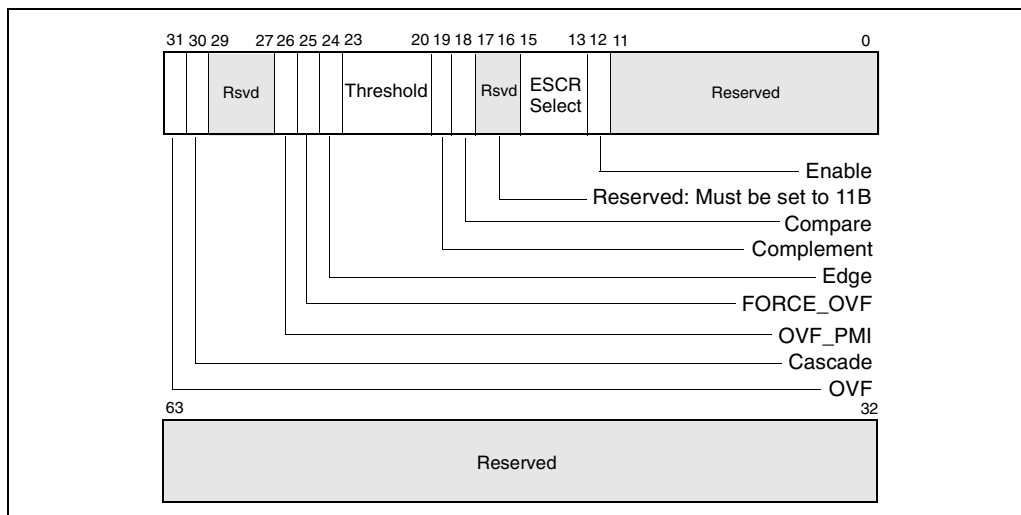 31 30 29 27 26 25 24 23 20 19 18 17 16 15 13 12 11 0
Rsvd Threshold Rsvd ESCR Select Reserved
Enable
Reserved: Must be set to 11B
Compare
Complement
Edge
FORCE_OVF
OVF_PMI
Cascade
OVF
63 32
Reserved